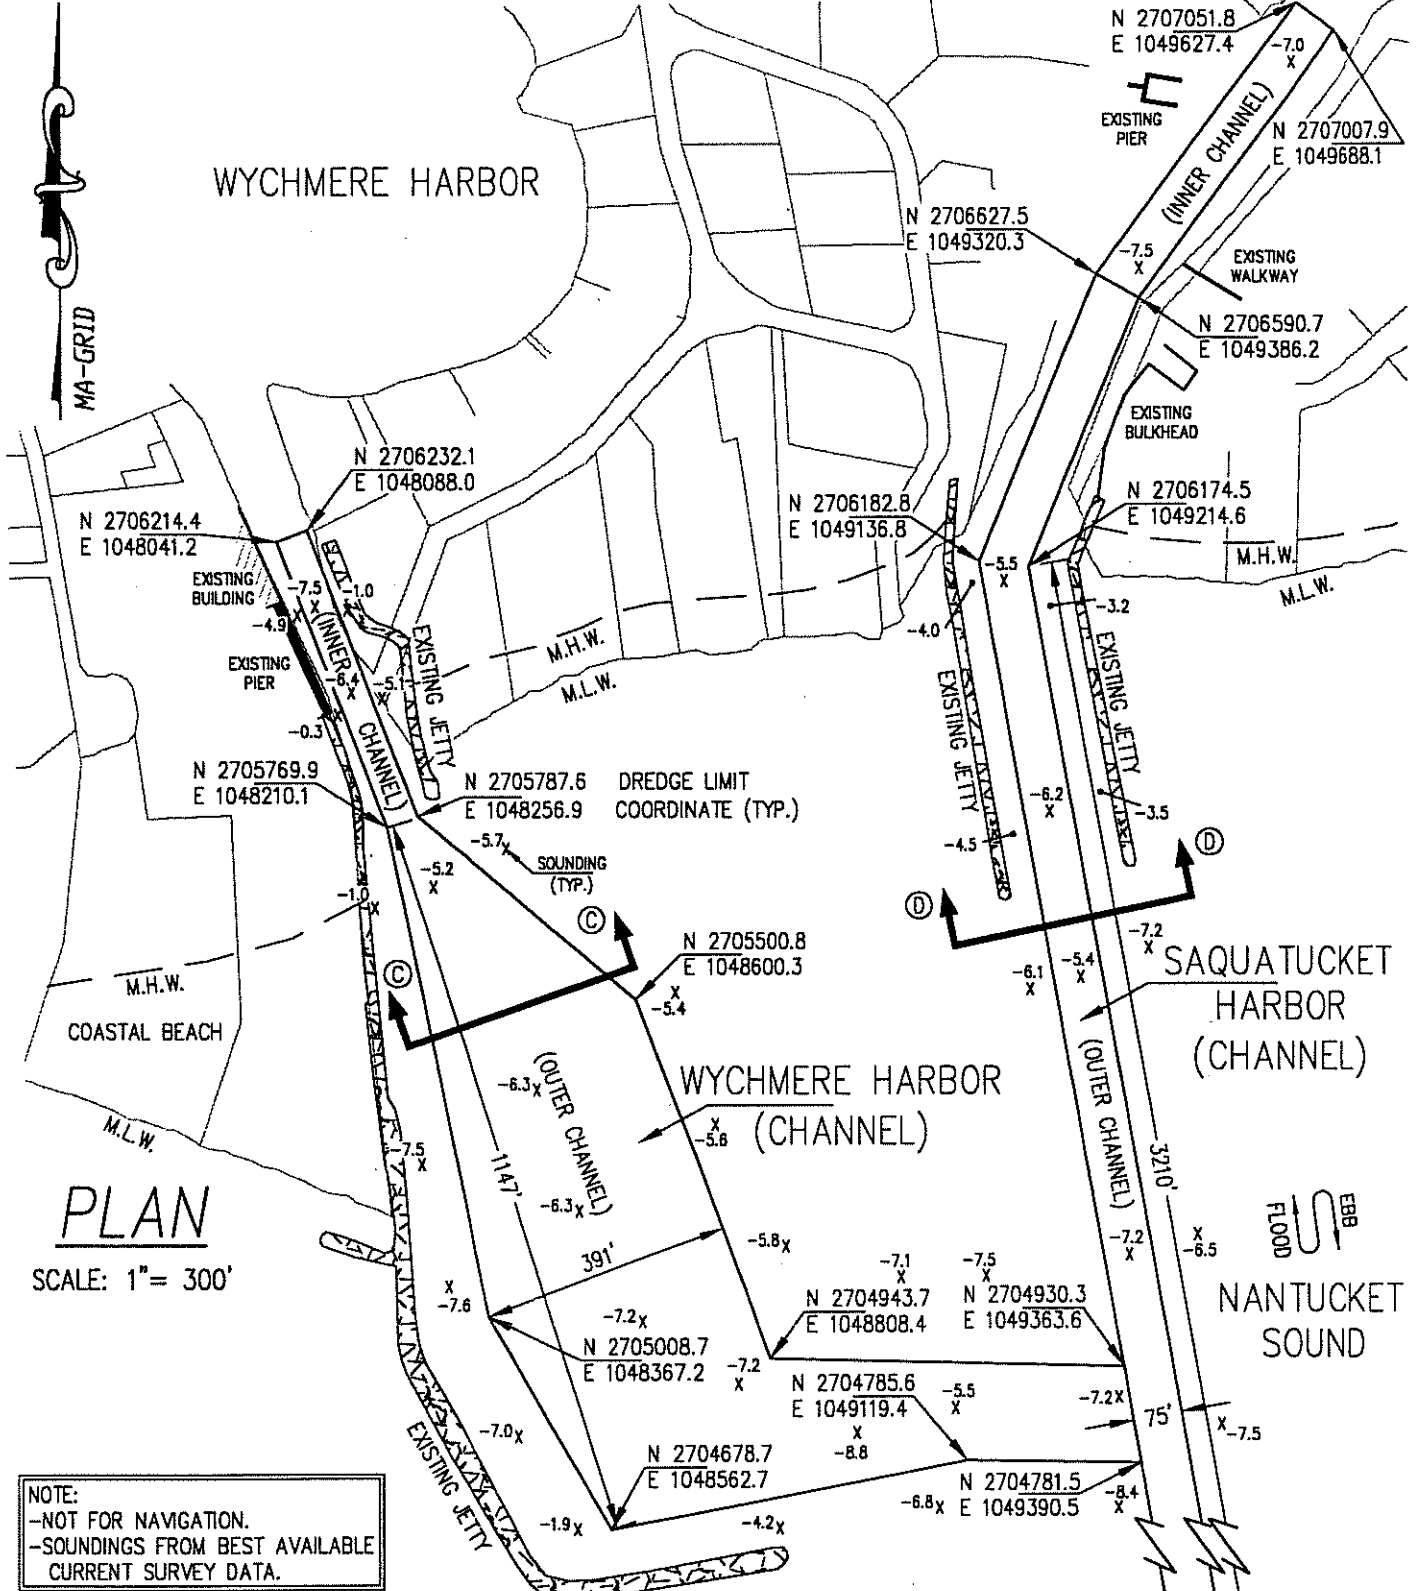 N 2707051.8
E 1049627.4
-7.0
X
EXISTING
PIER
(INNER CHANNEL)
N 2707007.9
E 1049688.1
WYCHMERE HARBOR
MA-GRID
N 2706627.5
E 1049320.3
-7.5
X
EXISTING
WALKWAY
N 2706590.7
E 1049386.2
EXISTING
BULKHEAD
N 2706232.1
E 1048088.0
N 2706214.4
E 1048041.2
N 2706182.8
E 1049136.8
N 2706174.5
E 1049214.6
-5.5
X
M.H.W.
M.L.W.
EXISTING
BUILDING
-7.5
X
-1.0
X
-4.9
X
(INNER CHANNEL)
EXISTING
PIER
-6.4
X
-5.1
X
-0.3
X
EXISTING JETTY
M.H.W.
M.L.W.
-4.0
-3.2
EXISTING JETTY
EXISTING JETTY
N 2705769.9
E 1048210.1
N 2705787.6
E 1048256.9
DREDGE LIMIT
COORDINATE (TYP.)
-6.2
X
-3.5
-4.5
-5.7X
SOUNDING
(TYP.)
-5.2
X
-1.0
X
D
D
C
C
N 2705500.8
E 1048600.3
X
-5.4
-7.2
X
-6.1
X
-5.4
X
SAQUATUCKET
HARBOR
(CHANNEL)
M.H.W.
COASTAL BEACH
M.L.W.
-6.3X
(OUTER CHANNEL)
WYCHMERE HARBOR
(CHANNEL)
X
-5.6
(OUTER CHANNEL)
-7.5
X
1147'
-6.3X
3210'
PLAN
SCALE: 1"= 300'
391'
-5.8X
-7.1
X
-7.5
X
-7.2
X
X
-6.5
FLOOD
EBB
NANTUCKET
SOUND
X
-7.6
-7.2X
N 2704943.7
E 1048808.4
N 2704930.3
E 1049363.6
N 2705008.7
E 1048367.2
-7.2
X
N 2704785.6
E 1049119.4
-5.5
X
-7.2X
75'
X
-7.5
-7.0X
X
-8.8
EXISTING JETTY
N 2704678.7
E 1048562.7
N 2704781.5
E 1049390.5
-6.8X
-8.4
X
-1.9X
-4.2X
NOTE:
-NOT FOR NAVIGATION.
-SOUNDINGS FROM BEST AVAILABLE
CURRENT SURVEY DATA.